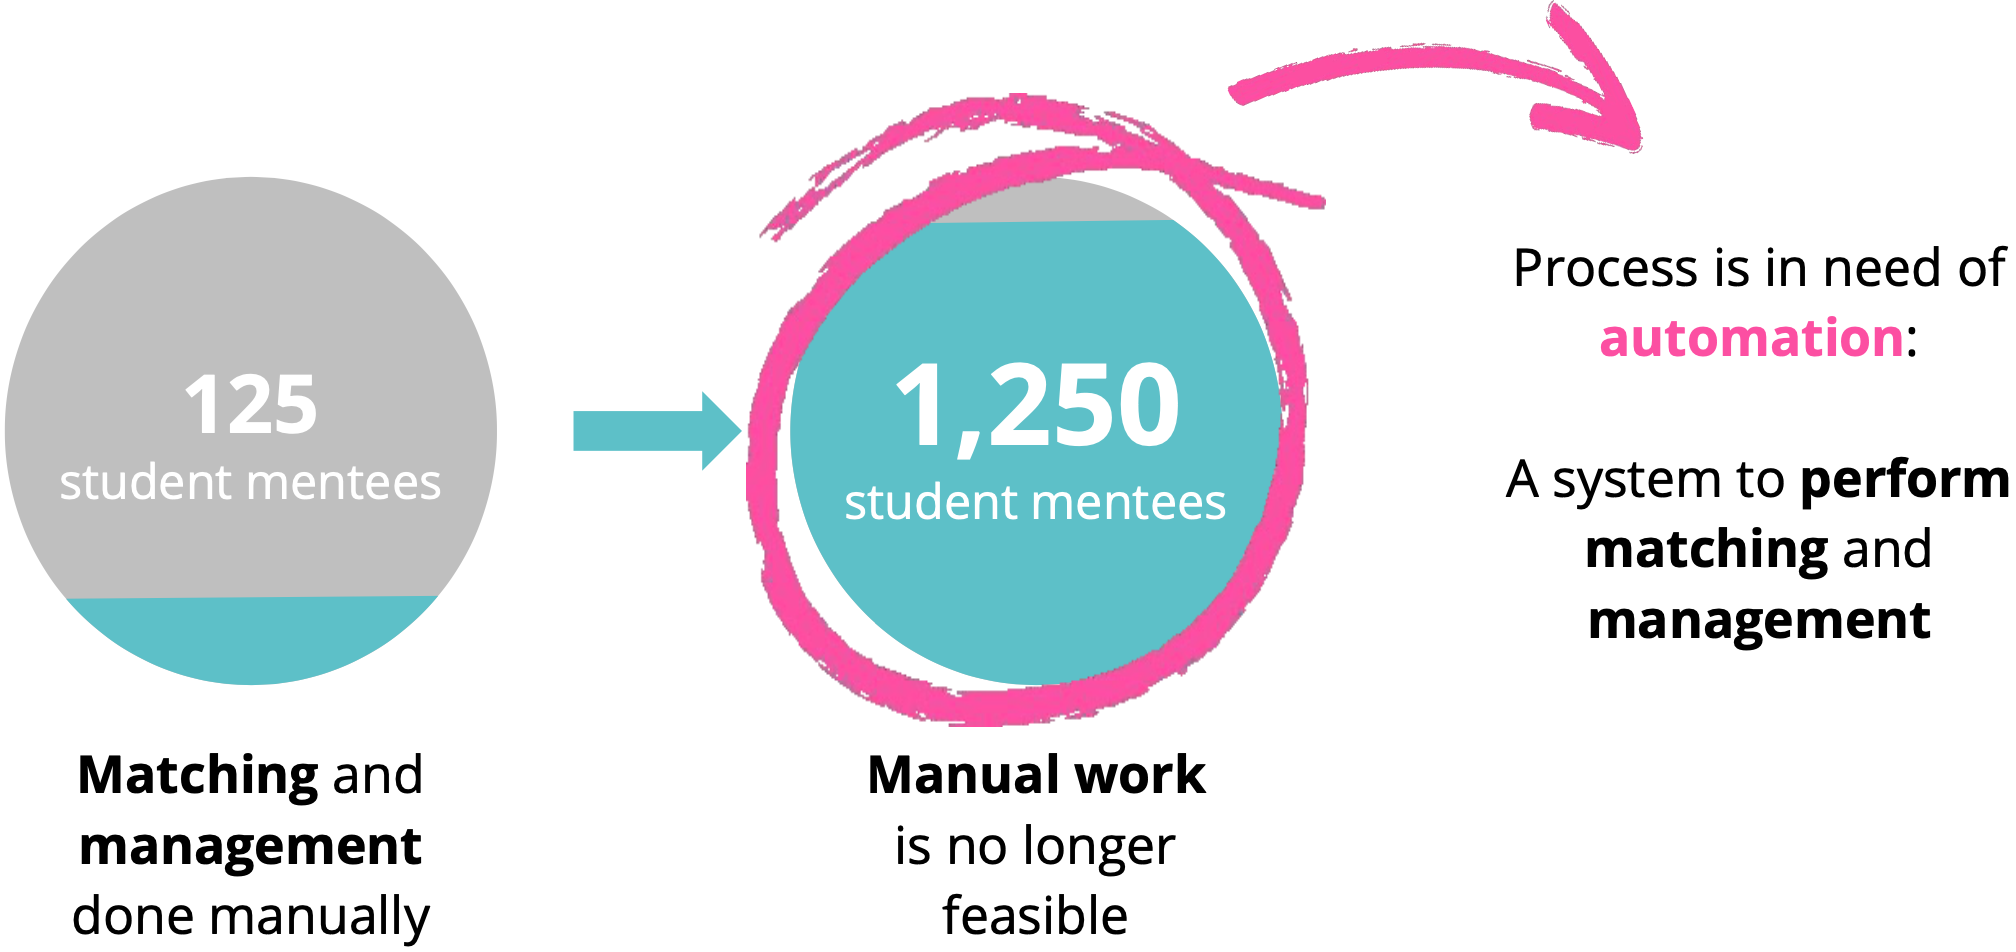 125
student mentees
Matching and
management
done manually
1,250
student mentees
Manual work
is no longer
feasible
Process is in need of
automation:
A system to perform
matching and
management